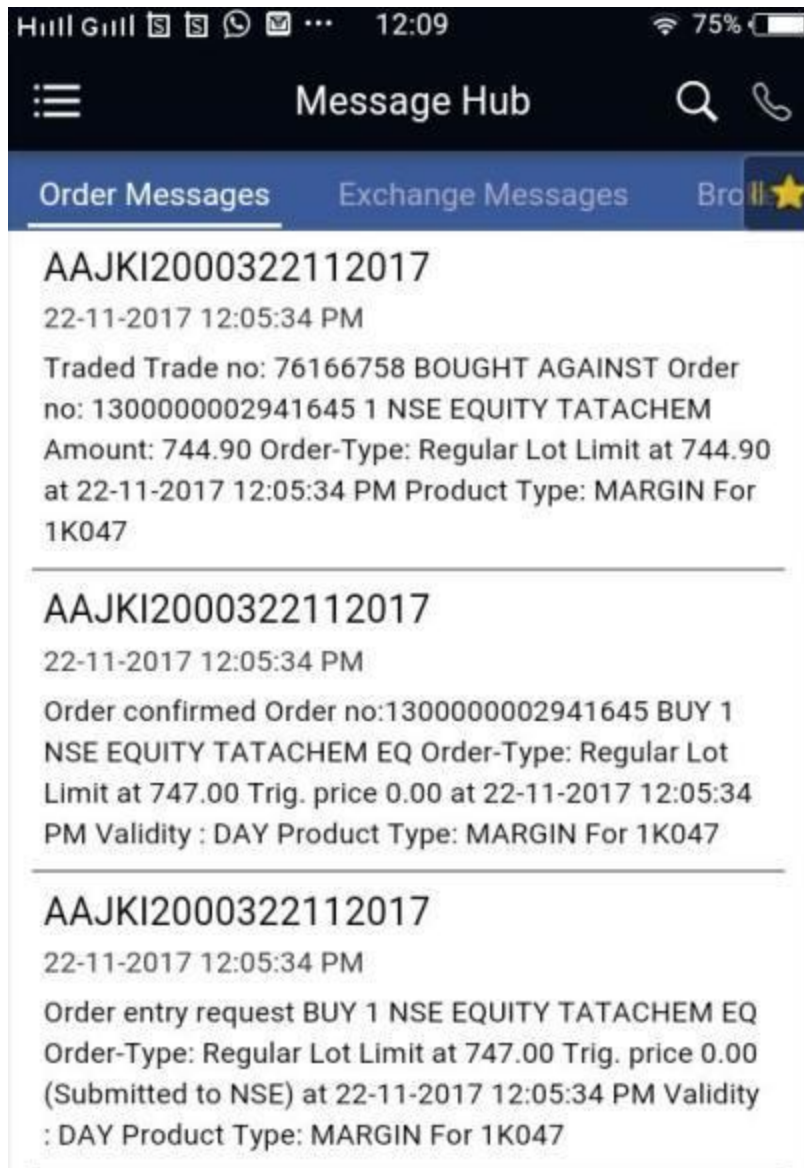 12:09
75%
Message Hub
Order Messages Exchange Messages Bro
AAJKI2000322112017
22-11-2017 12:05:34 PM
Traded Trade no: 76166758 BOUGHT AGAINST Order
no: 1300000002941645 1 NSE EQUITY TATACHEM
Amount: 744.90 Order-Type: Regular Lot Limit at 744.90
at 22-11-2017 12:05:34 PM Product Type: MARGIN For
1K047
AAJKI2000322112017
22-11-2017 12:05:34 PM
Order confirmed Order no:1300000002941645 BUY 1
NSE EQUITY TATACHEM EQ Order-Type: Regular Lot
Limit at 747.00 Trig. price 0.00 at 22-11-2017 12:05:34
PM Validity : DAY Product Type: MARGIN For 1K047
AAJKI2000322112017
22-11-2017 12:05:34 PM
Order entry request BUY 1 NSE EQUITY TATACHEM EQ
Order-Type: Regular Lot Limit at 747.00 Trig. price 0.00
(Submitted to NSE) at 22-11-2017 12:05:34 PM Validity
: DAY Product Type: MARGIN For 1K047